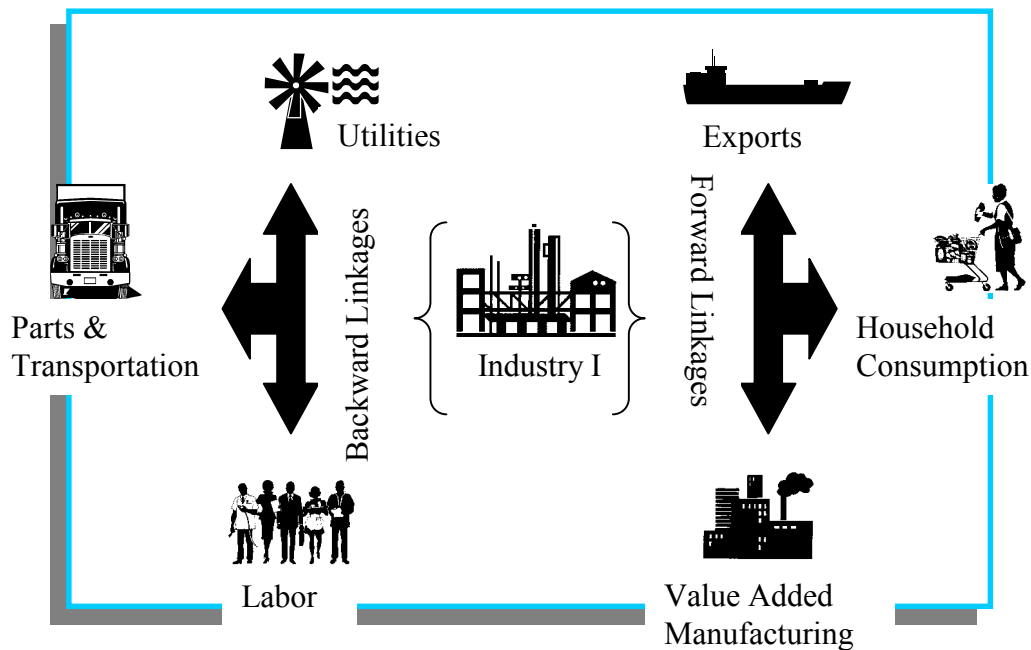 Utilities
Exports
Parts &
Transportation
Backward Linkages
Industry I
Forward Linkages
Household
Consumption
Labor
Value Added
Manufacturing